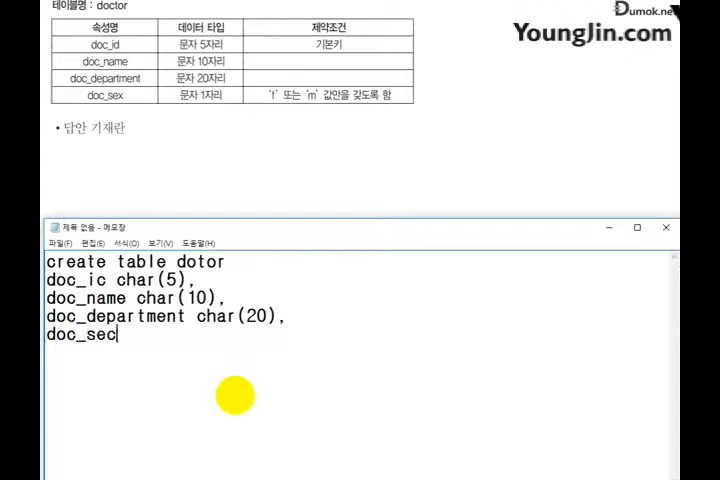 테이블명 : doctor
Dumok.ne
YoungJin.com
속성명 데이터 타입 제약조건
doc_id 문자 5자리 기본키
doc_name 문자 10자리
doc_department 문자 20자리
doc_sex 문자 1자리 'f' 또는 'm' 값만을 갖도록 함
• 답안 기재란
제목 없음 - 메모장
파일(F) 편집(E) 서식(O) 보기(V) 도움말(H)
create table dotor
doc_ic char(5),
doc_name char(10),
doc_department char(20),
doc_sec